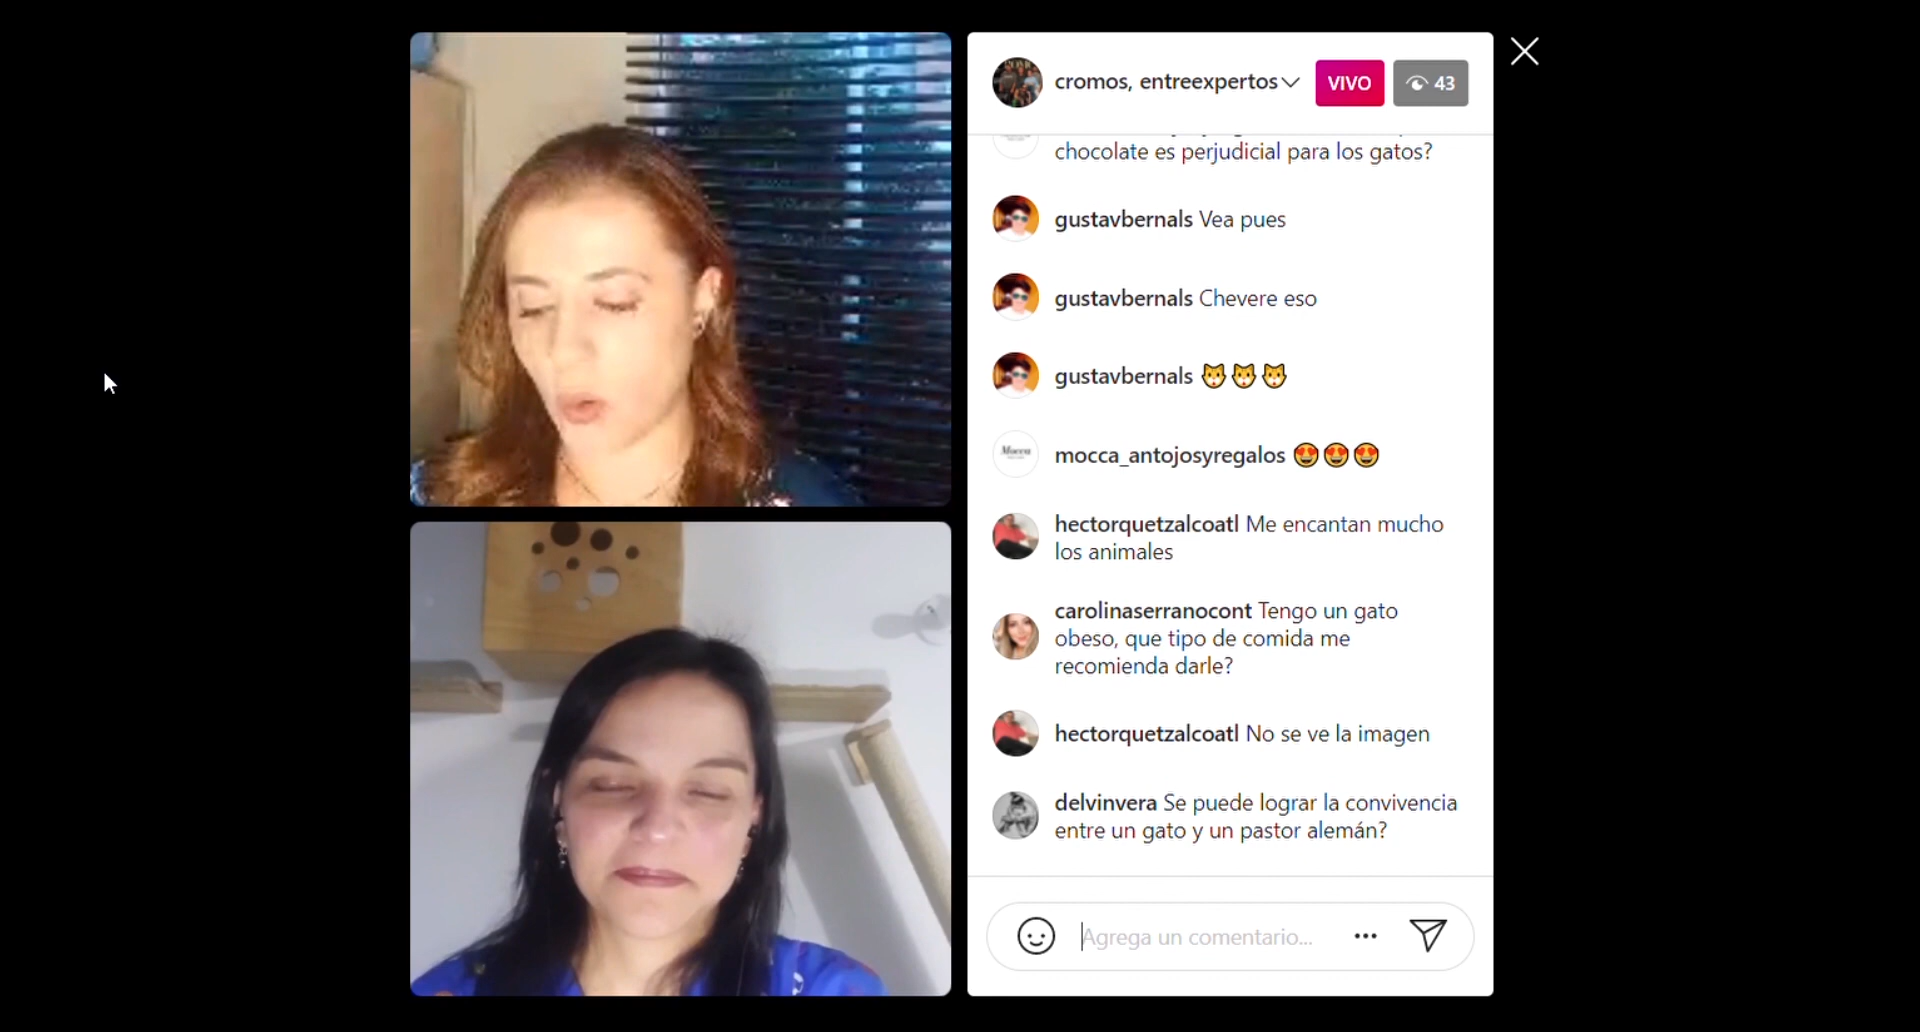 cromos, entreexpertos
VIVO
43
chocolate es perjudicial para los gatos?
gustavbernals Vea pues
gustavbernals Chevere eso
gustavbernals 🐱🐱🐱
Mocca
mocca_antojosyregalos 😍😍😍
hectorquetzalcoatl Me encantan mucho
los animales
carolinaserranocont Tengo un gato
obeso, que tipo de comida me
recomienda darle?
hectorquetzalcoatl No se ve la imagen
delvinvera Se puede lograr la convivencia
entre un gato y un pastor alemán?
Agrega un comentario...